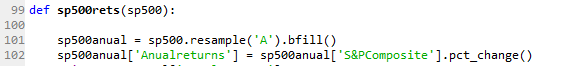 99 def sp500rets(sp500):
100
101     sp500anual = sp500.resample('A').bfill()
102     sp500anual['Anualreturns'] = sp500anual['S&PComposite'].pct_change()